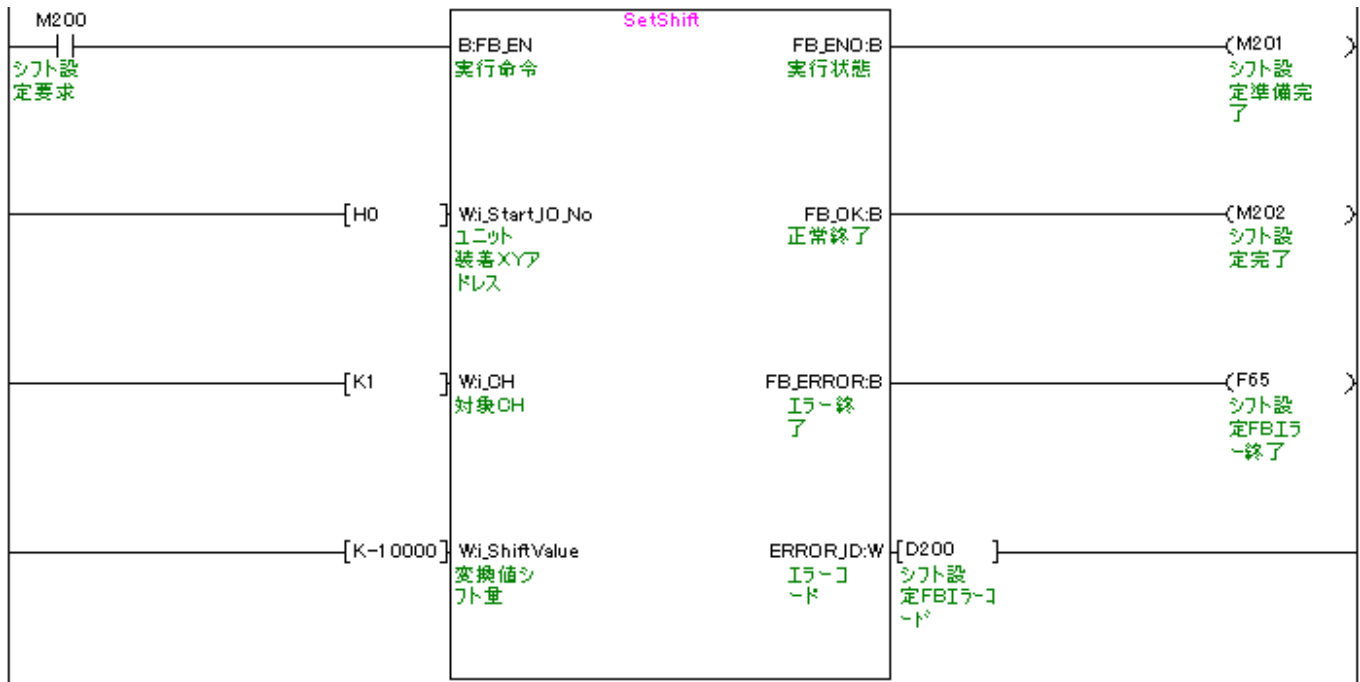 M200
SetShift
B:FB_EN
FB_ENO:B
(M201 )
シフト設
定要求
実行命令
実行状態
シフト設
定準備完
了
[H0 ]
W:i_Start_IO_No
FB_OK:B
(M202 )
ユニット
装着XYア
ドレス
正常終了
シフト設
定完了
[K1 ]
W:i_CH
FB_ERROR:B
(F65 )
対象CH
エラー終
了
シフト設
定FBエラ
ー終了
[K-10000]
W:i_ShiftValue
ERROR_ID:W
[D200 ]
変換値シ
フト量
エラーコ
ード
シフト設
定FBエラーコ
ード